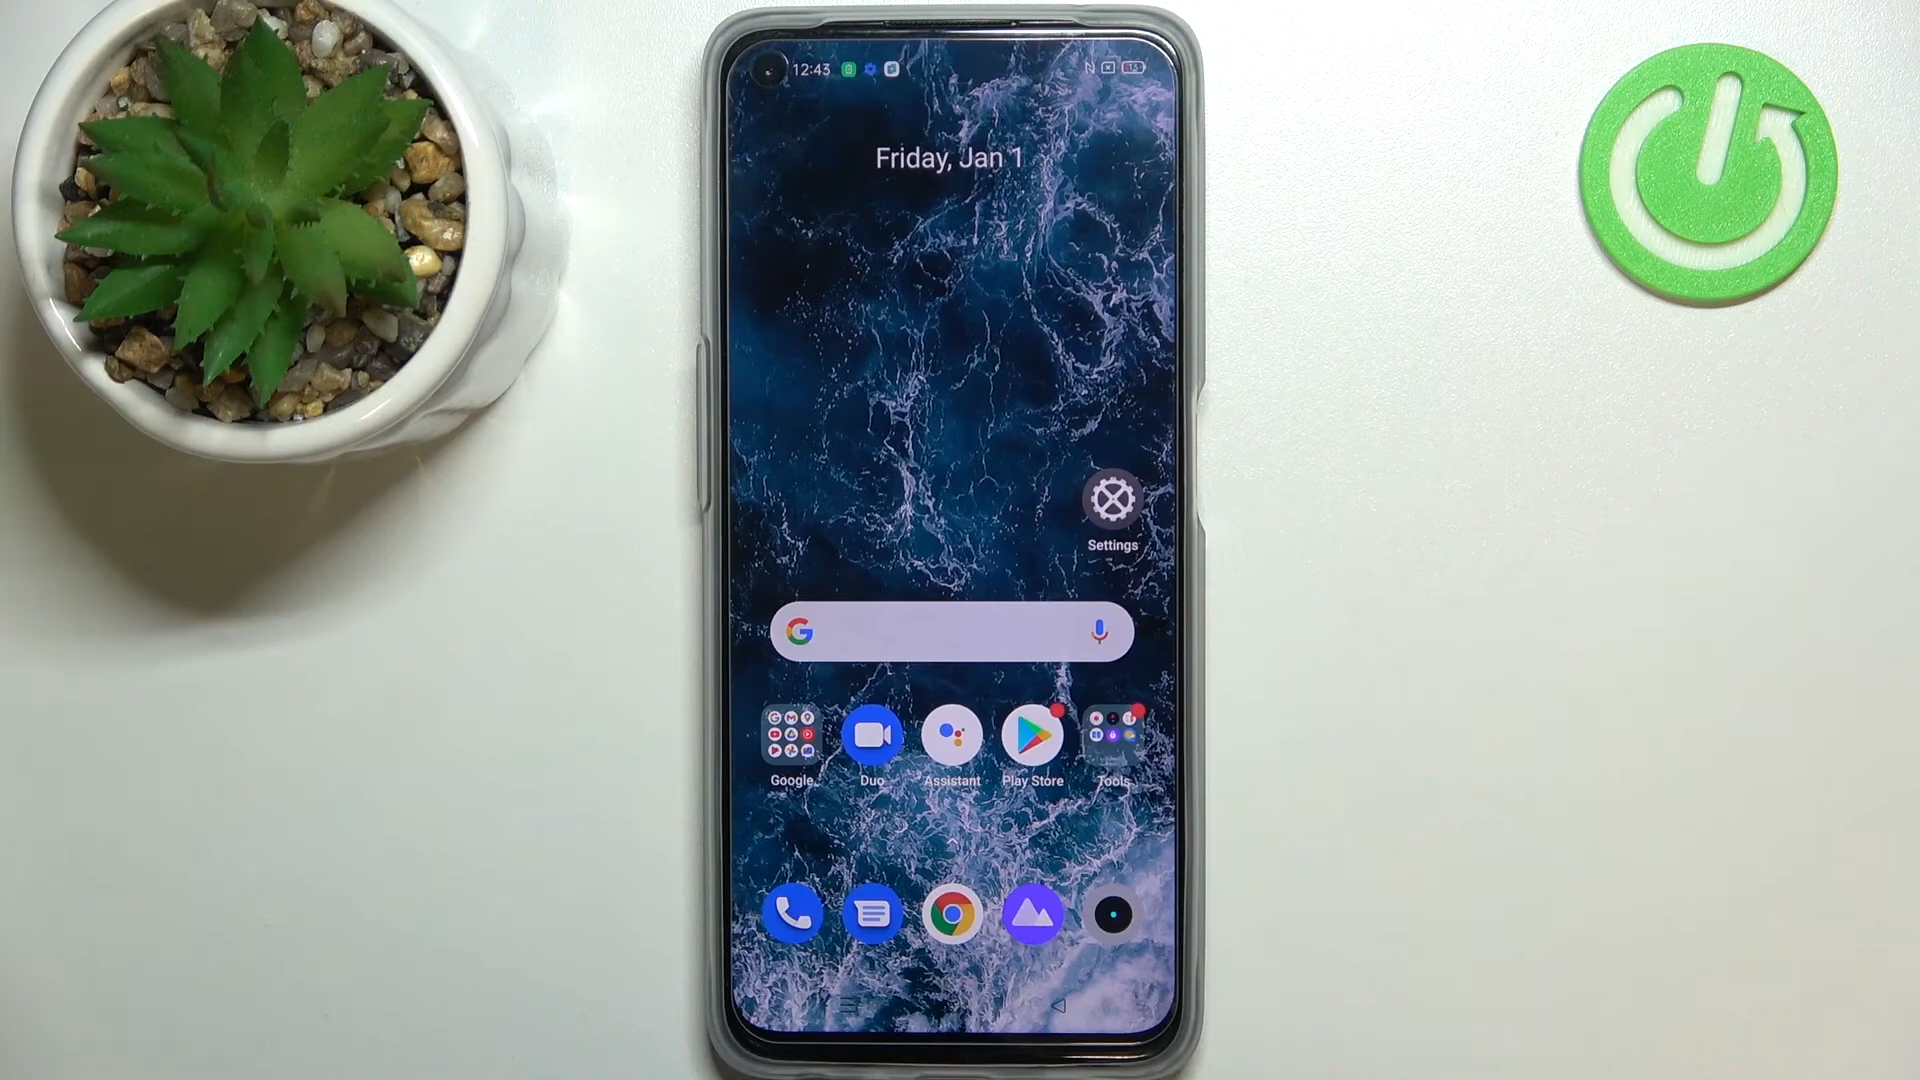 12:43
Friday, Jan 1
Settings
Google
Duo
Assistant
Play Store
Tools